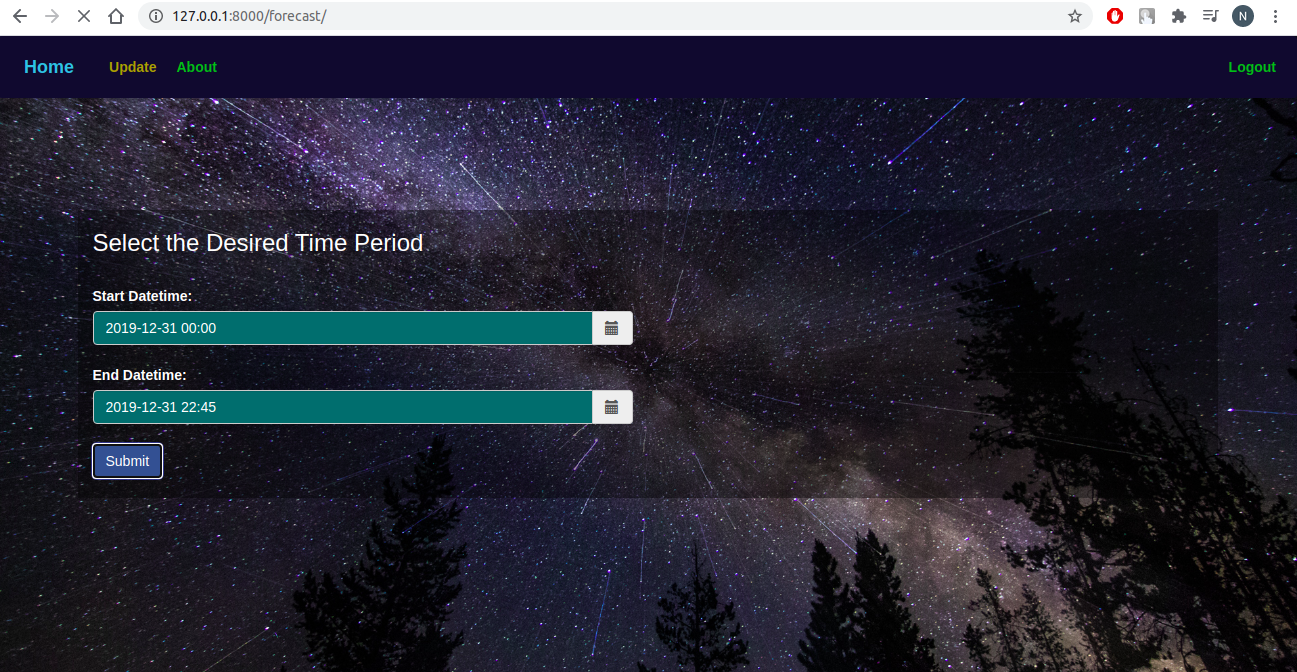 127.0.0.1:8000/forecast/
N
Home Update About Logout
Select the Desired Time Period
Start Datetime:
2019-12-31 00:00
End Datetime:
2019-12-31 22:45
Submit